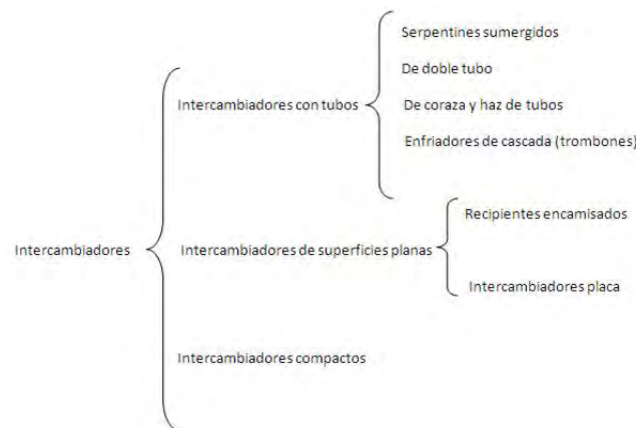 Serpentines sumergidos
De doble tubo
Intercambiadores con tubos
De coraza y haz de tubos
Enfriadores de cascada (trombones)
Recipientes encamisados
Intercambiadores
Intercambiadores de superficies planas
Intercambiadores placa
Intercambiadores compactos